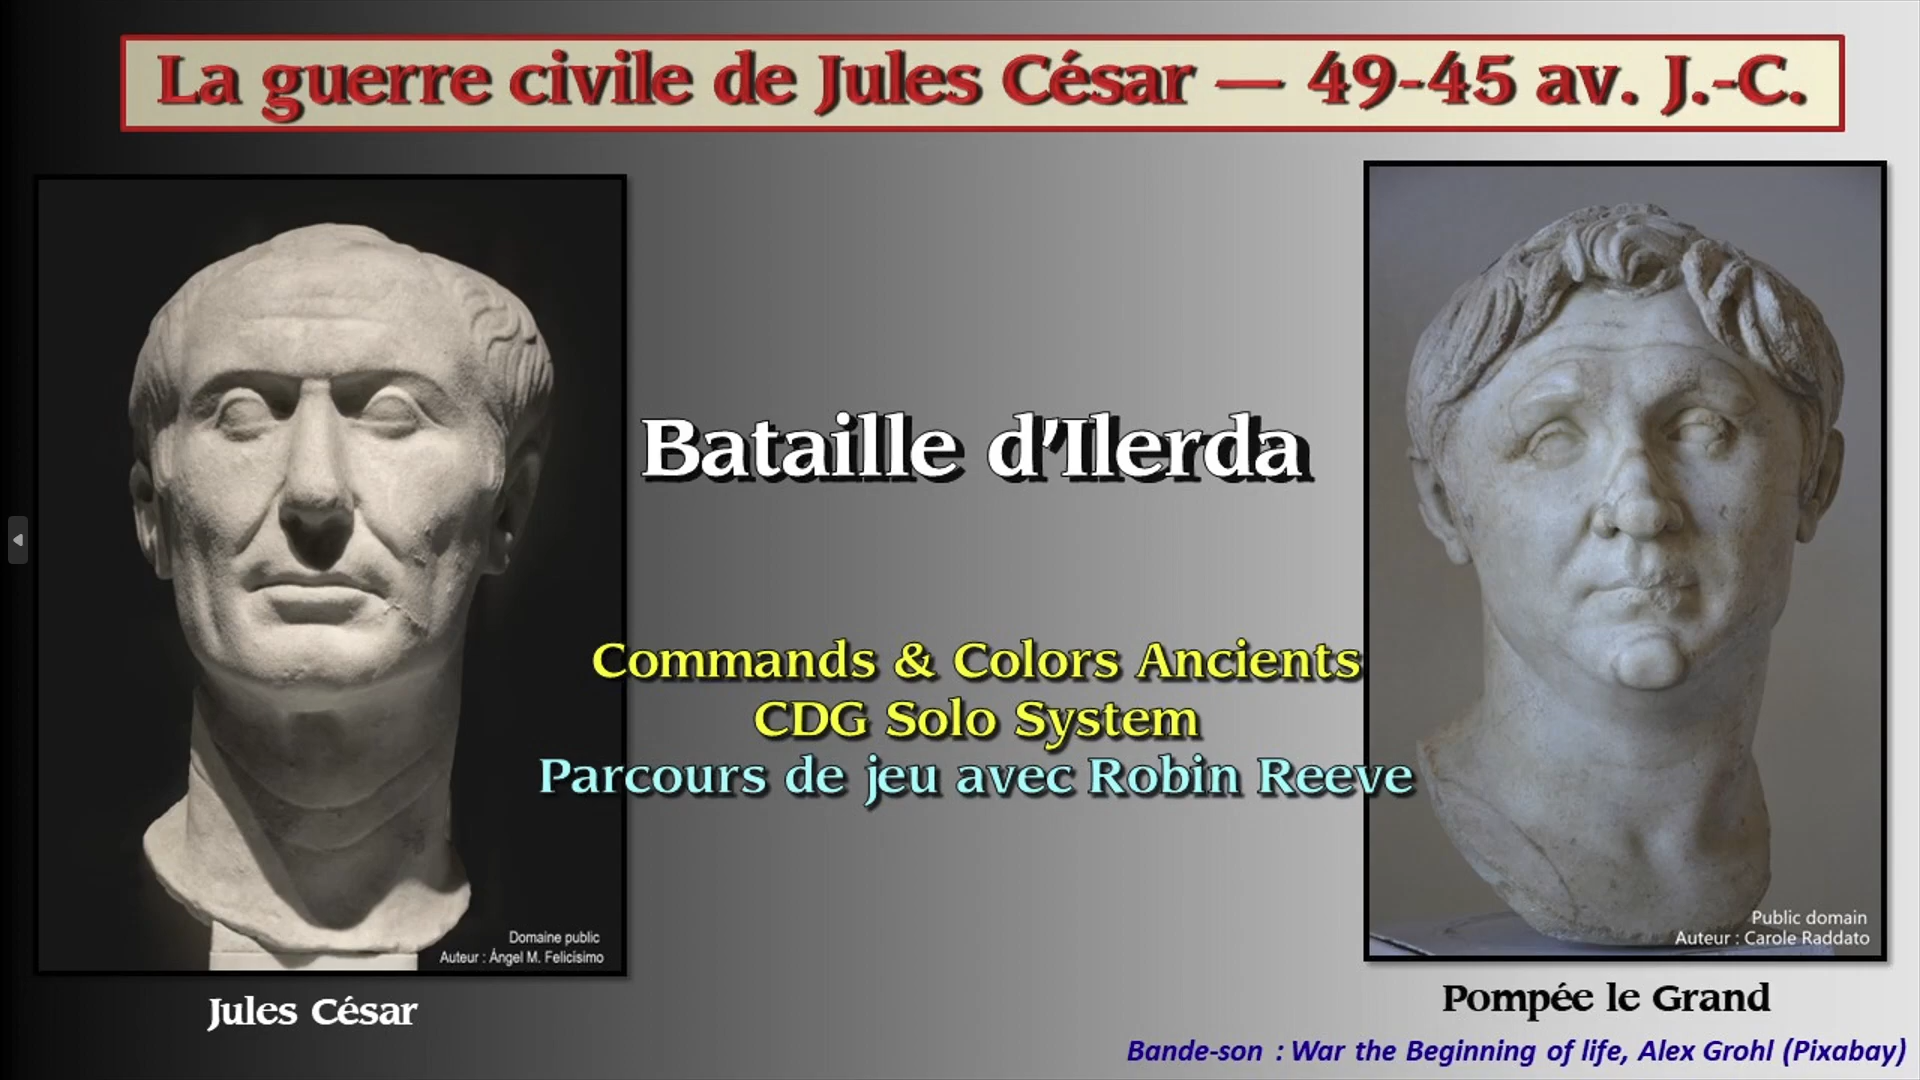 La guerre civile de Jules César — 49-45 av. J.-C.
Bataille d'Ilerda
Commands & Colors Ancients
CDG Solo System
Parcours de jeu avec Robin Reeve
Domaine public
Auteur : Ángel M. Felicisimo
Jules César
Public domain
Auteur : Carole Raddato
Pompée le Grand
Bande-son : War the Beginning of life, Alex Grohl (Pixabay)